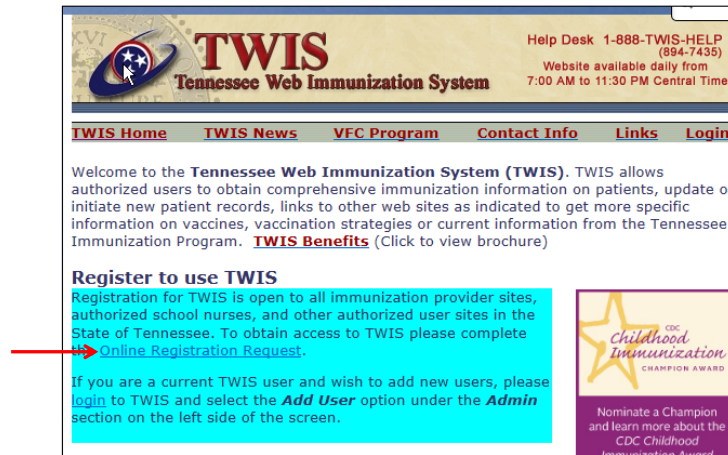 TWIS
Tennessee Web Immunization System
Help Desk 1-888-TWIS-HELP
(894-7435)
Website available daily from
7:00 AM to 11:30 PM Central Time
TWIS Home TWIS News VFC Program Contact Info Links Login
Welcome to the Tennessee Web Immunization System (TWIS). TWIS allows
authorized users to obtain comprehensive immunization information on patients, update o
initiate new patient records, links to other web sites as indicated to get more specific
information on vaccines, vaccination strategies or current information from the Tennessee
Immunization Program. TWIS Benefits (Click to view brochure)
Register to use TWIS
Registration for TWIS is open to all immunization provider sites,
authorized school nurses, and other authorized user sites in the
State of Tennessee. To obtain access to TWIS please complete
the Online Registration Request.
If you are a current TWIS user and wish to add new users, please
login to TWIS and select the Add User option under the Admin
section on the left side of the screen.
CDC
Childhood
Immunization
CHAMPION AWARD
Nominate a Champion
and learn more about the
CDC Childhood
Immunization Award